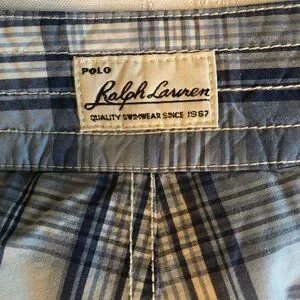 POLO
Ralph Lauren
QUALITY SWIMWEAR SINCE 1967